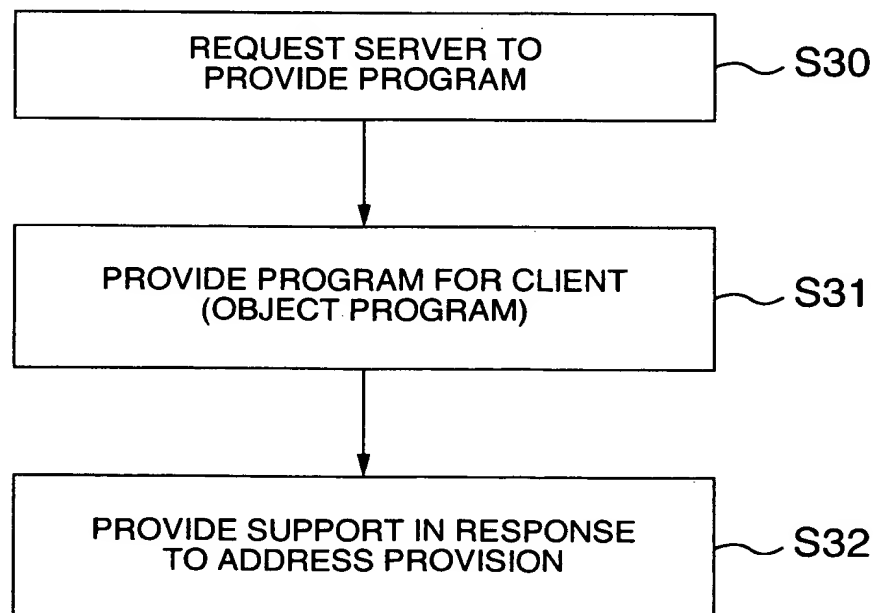 REQUEST SERVER TO
PROVIDE PROGRAM
S30
PROVIDE PROGRAM FOR CLIENT
(OBJECT PROGRAM)
S31
PROVIDE SUPPORT IN RESPONSE
TO ADDRESS PROVISION
S32